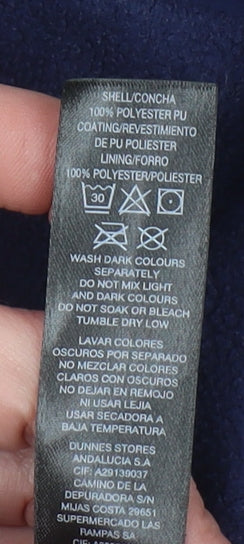 SHELL/CONCHA
100% POLYESTER PU
COATING/REVESTIMIENTO
DE PU POLIESTER
LINING/FORRO
100% POLYESTER/POLIESTER
30
WASH DARK COLOURS
SEPARATELY
DO NOT MIX LIGHT
AND DARK COLOURS
DO NOT SOAK OR BLEACH
TUMBLE DRY LOW
LAVAR COLORES
OSCUROS POR SEPARADO
NO MEZCLAR COLORES
CLAROS CON OSCUROS
NO DEJAR EN REMOJO
NI USAR LEJIA
USAR SECADORA A
BAJA TEMPERATURA
DUNNES STORES
ANDALUCIA S.A
CIF: A29139037
CAMINO DE LA
DEPURADORA S/N
MIJAS COSTA 29651
SUPERMERCADO LAS
RAMPAS SA
CIF: